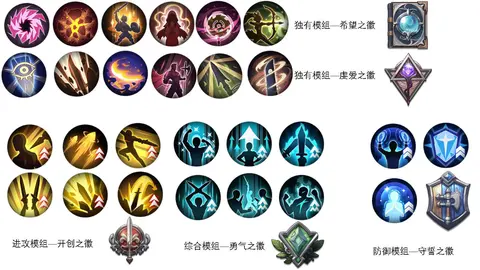 独有模组—希望之徽
独有模组—虔爱之徽
进攻模组—开创之徽
综合模组—勇气之徽
防御模组—守誓之徽